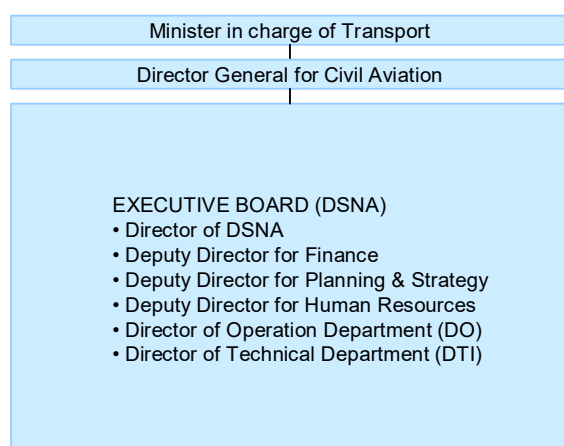 Minister in charge of Transport
Director General for Civil Aviation
EXECUTIVE BOARD (DSNA)
• Director of DSNA
• Deputy Director for Finance
• Deputy Director for Planning & Strategy
• Deputy Director for Human Resources
• Director of Operation Department (DO)
• Director of Technical Department (DTI)